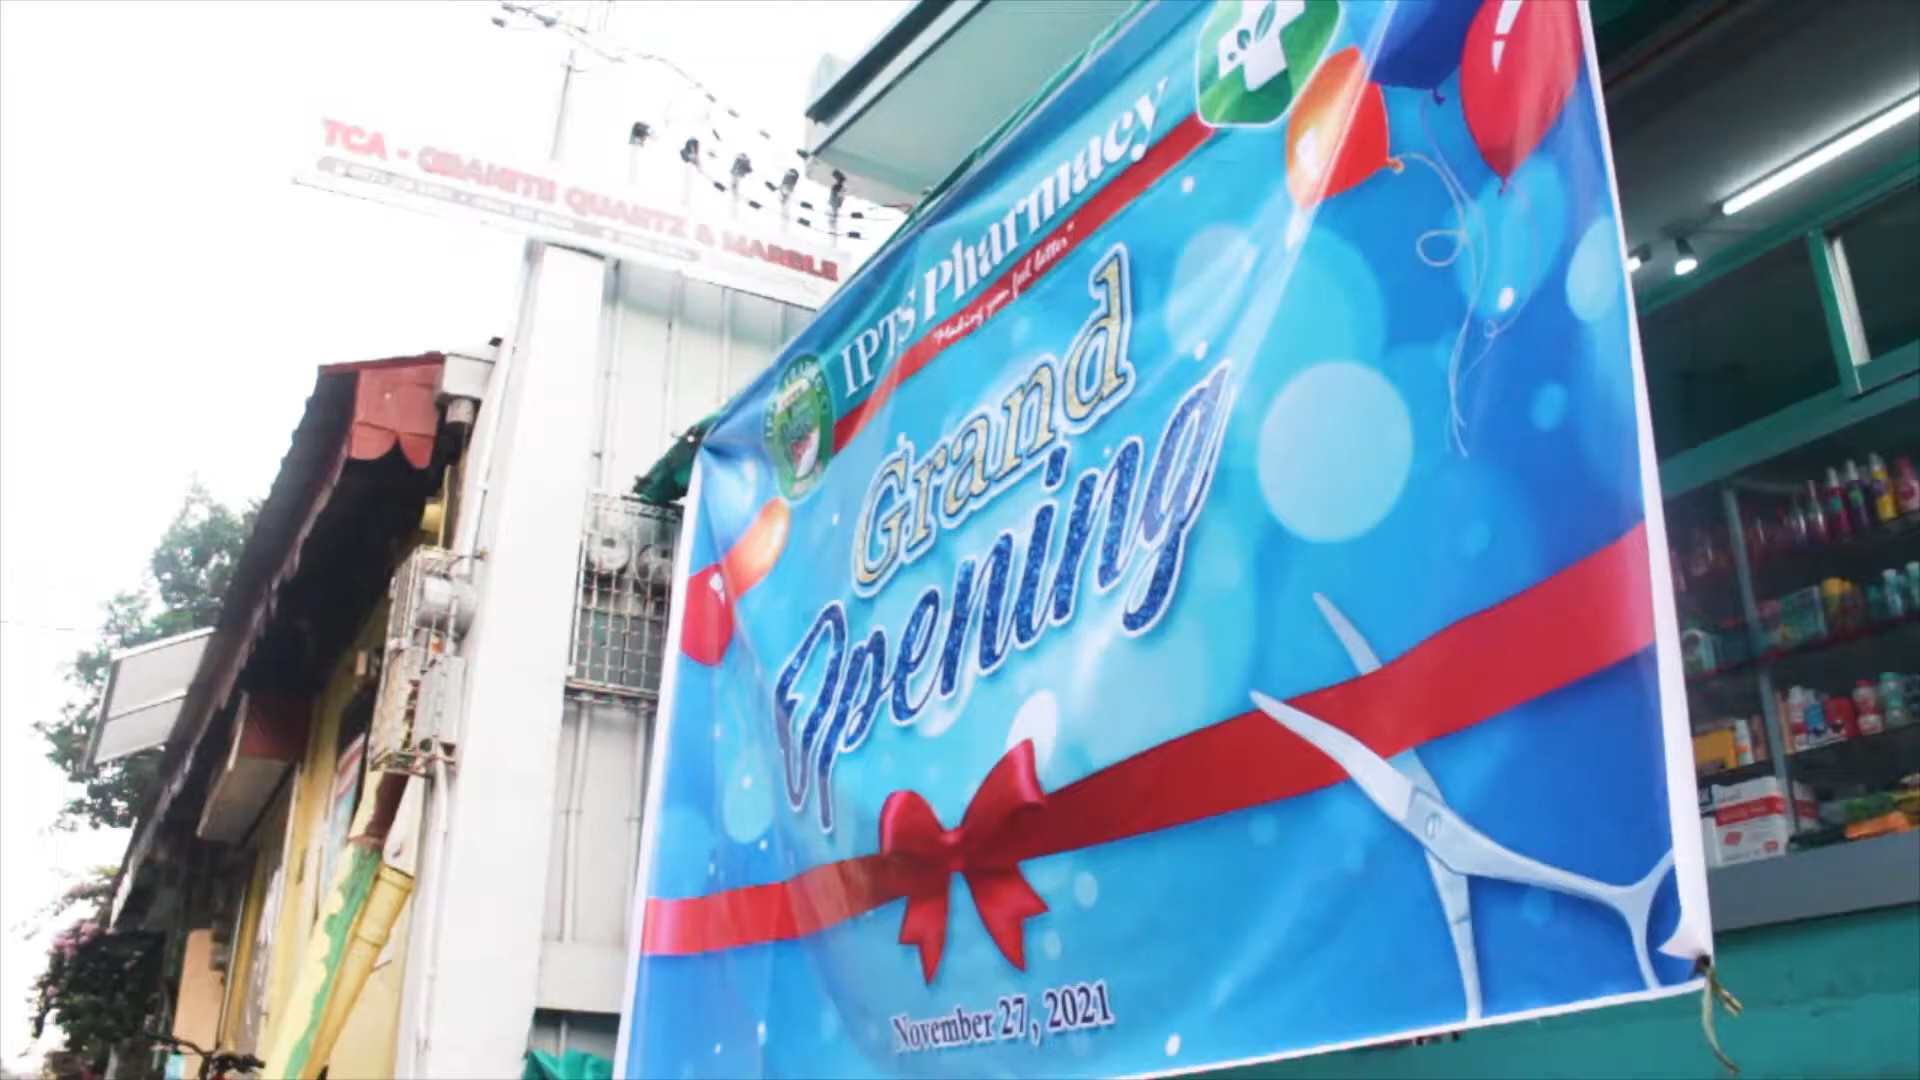 TCA - GRANITE QUARTZ & MARBLE
IPTS Pharmacy
"Making you feel better"
Grand
Opening
November 27, 2021